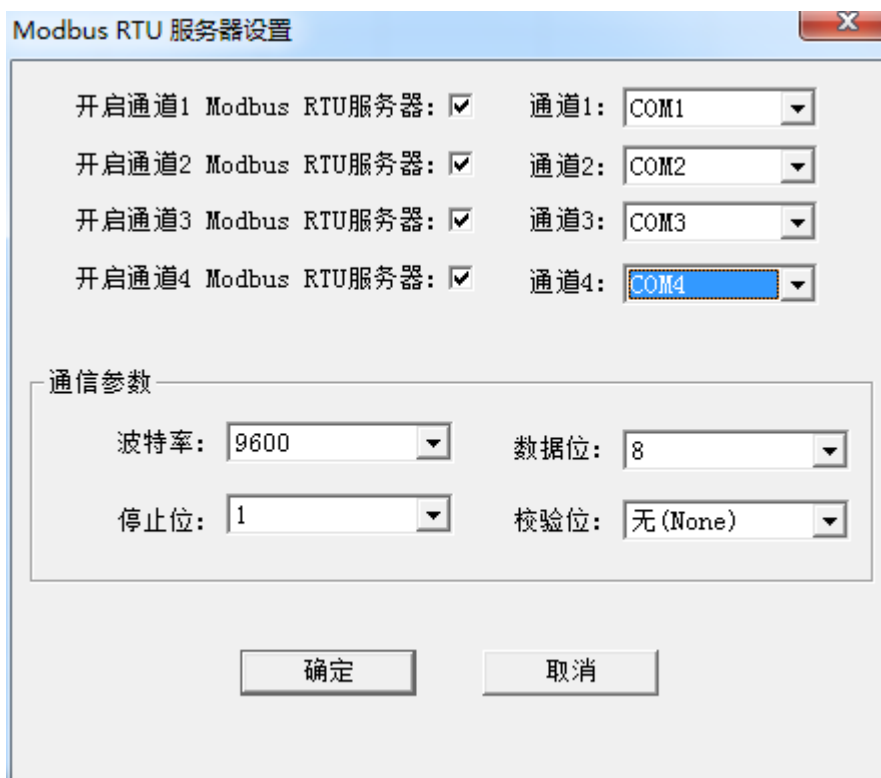 Modbus RTU 服务器设置
开启通道1 Modbus RTU服务器: 通道1: COM1
开启通道2 Modbus RTU服务器: 通道2: COM2
开启通道3 Modbus RTU服务器: 通道3: COM3
开启通道4 Modbus RTU服务器: 通道4: COM4
通信参数
波特率: 9600 数据位: 8
停止位: 1 校验位: 无(None)
确定 取消